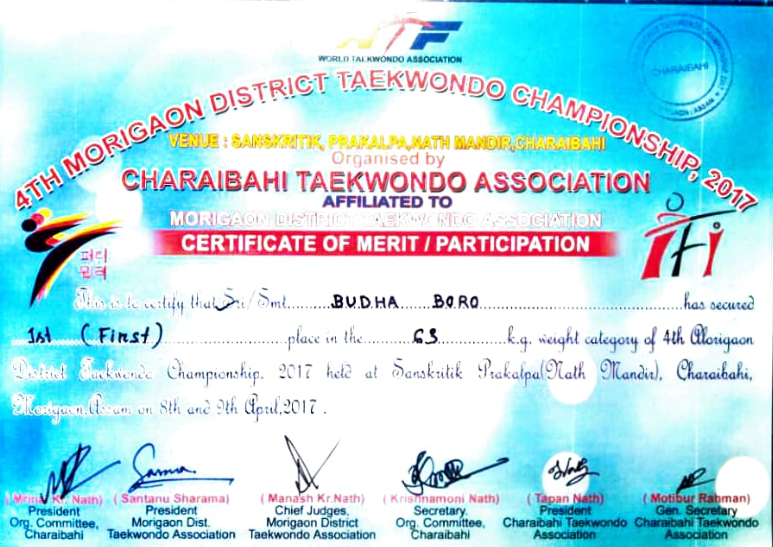 WTF
WORLD TAEKWONDO ASSOCIATION
CHARAIBAHI
4TH MORIGAON DISTRICT TAEKWONDO CHAMPIONSHIP, 2017
VENUE : SANSKRITIK, PRAKALPA,NATH MANDIR,CHARAIBAHI
Organised by
CHARAIBAHI TAEKWONDO ASSOCIATION
AFFILIATED TO
MORIGAON DISTRICT TAEKWONDO ASSOCIATION
CERTIFICATE OF MERIT / PARTICIPATION
This is to certify that Sri/Smt......BUDHA BORO......has secured
1st (First)......place in the......63......k.g. weight category of 4th Morigaon
District Taekwondo Championship, 2017 held at Sanskritik Prakalpa(Nath Mandir), Charaibahi,
Morigaon,Assam on 8th and 9th April,2017 .
( Mrinal Kr. Nath) ( Santanu Sharama) ( Manash Kr.Nath) ( Krishnamoni Nath) ( Tapan Nath) ( Motibur Rahman)
President President Chief Judges, Secretary. President Gen. Secretary
Org. Committee, Morigaon Dist. Morigaon District Org. Committee, Charaibahi Taekwondo Charaibahi Taekwondo
Charaibahi Taekwondo Association Taekwondo Association Charaibahi Association Association